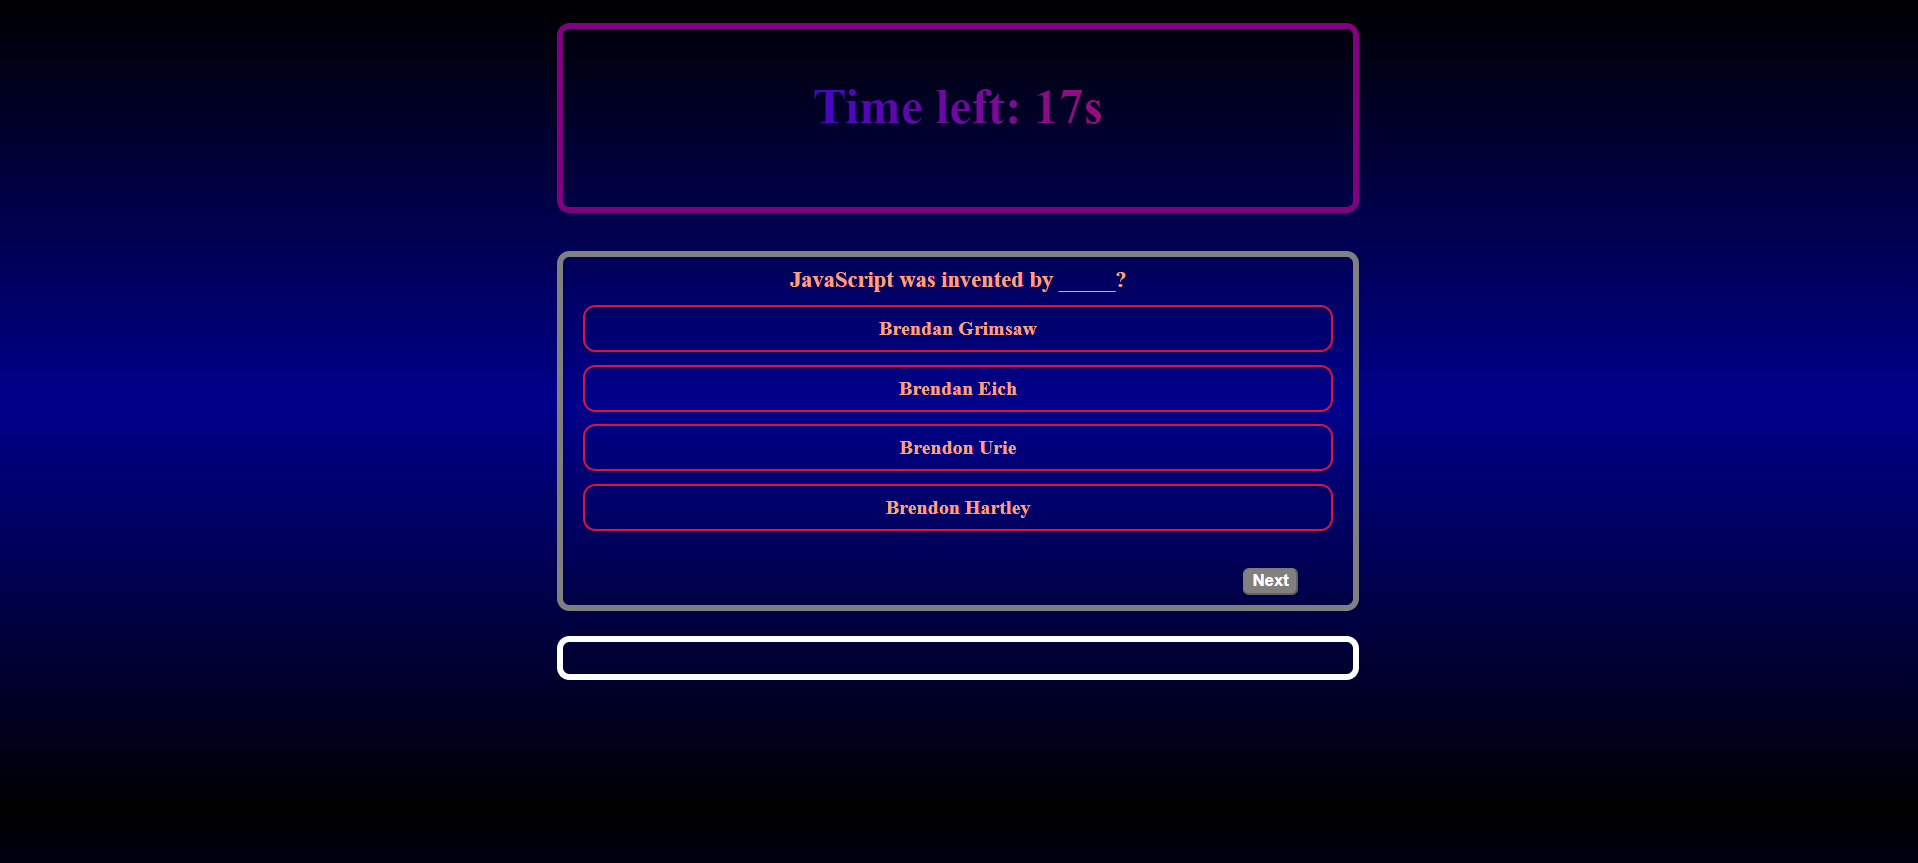 Time left: 17s
JavaScript was invented by _____?
Brendan Grimsaw
Brendan Eich
Brendon Urie
Brendon Hartley
Next